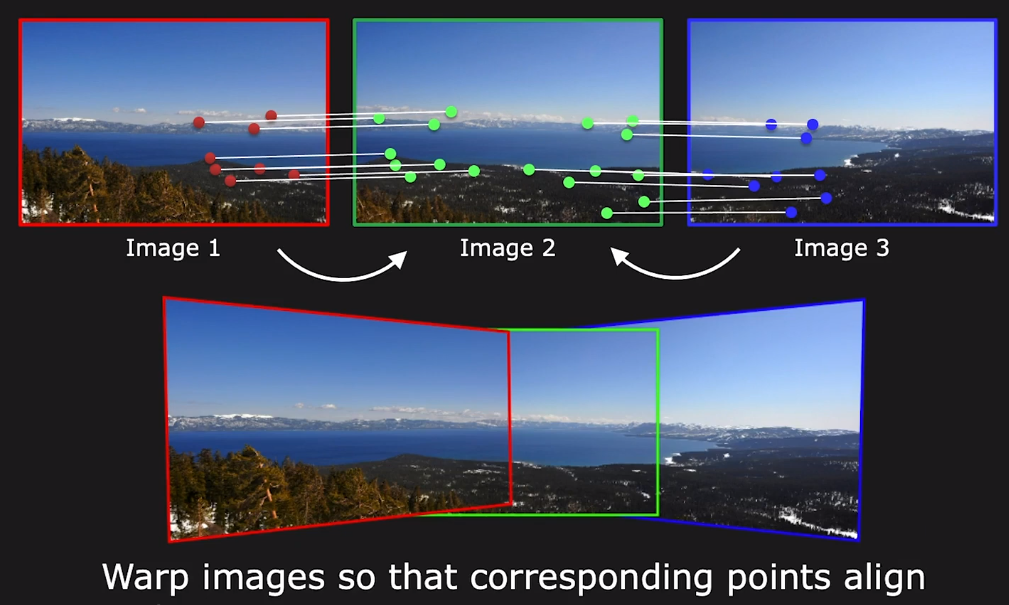 Image 1
Image 2
Image 3
Warp images so that corresponding points align